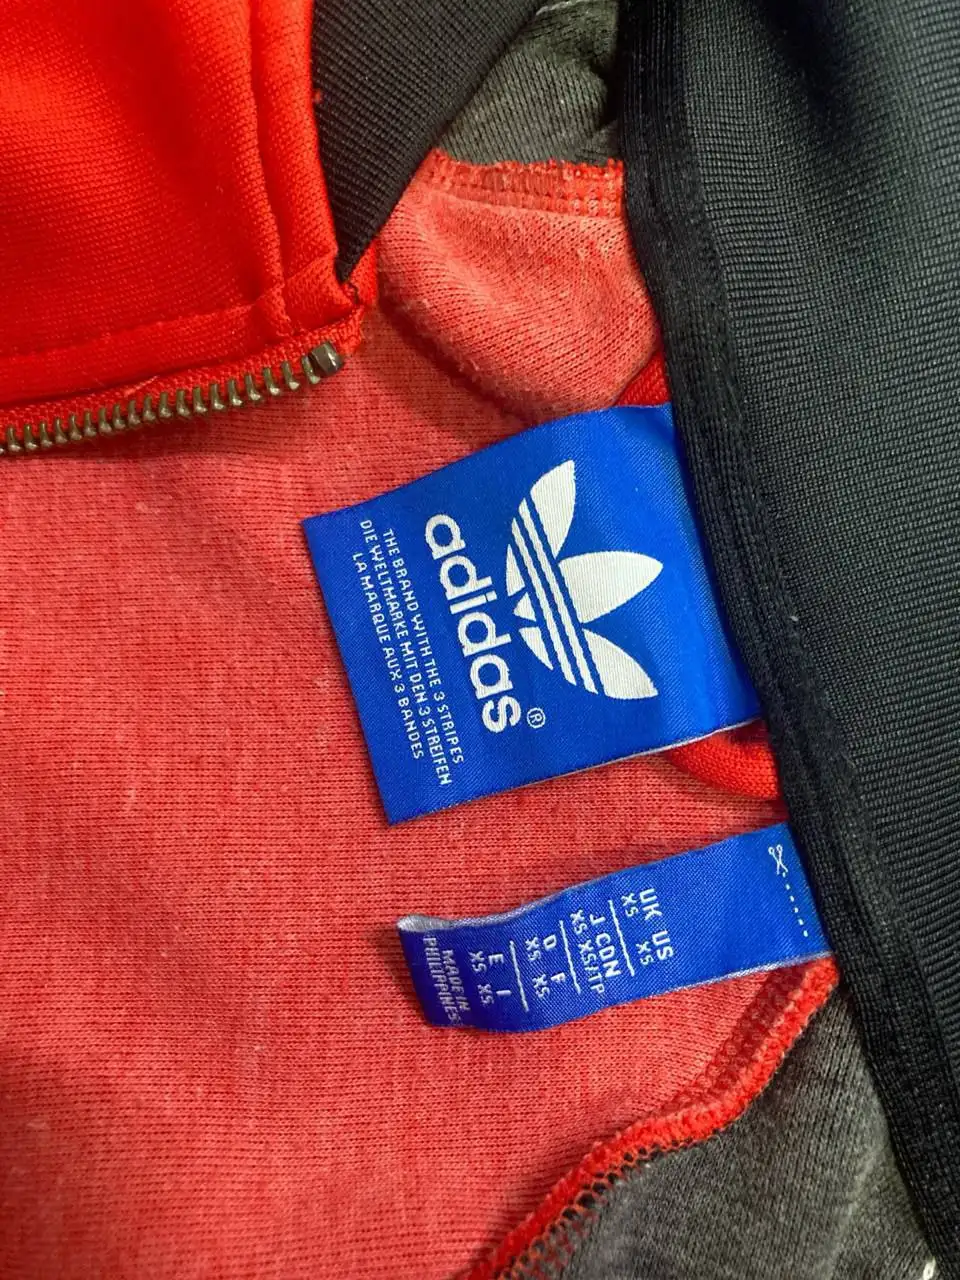 adidas®
THE BRAND WITH THE 3 STRIPES
DIE WELTMARKE MIT DEN 3 STREIFEN
LA MARQUE AUX 3 BANDES
UK US
XS XS
J CDN
XS XS/TP
D F
XS XS
E I
XS XS
MADE IN
PHILIPPINES